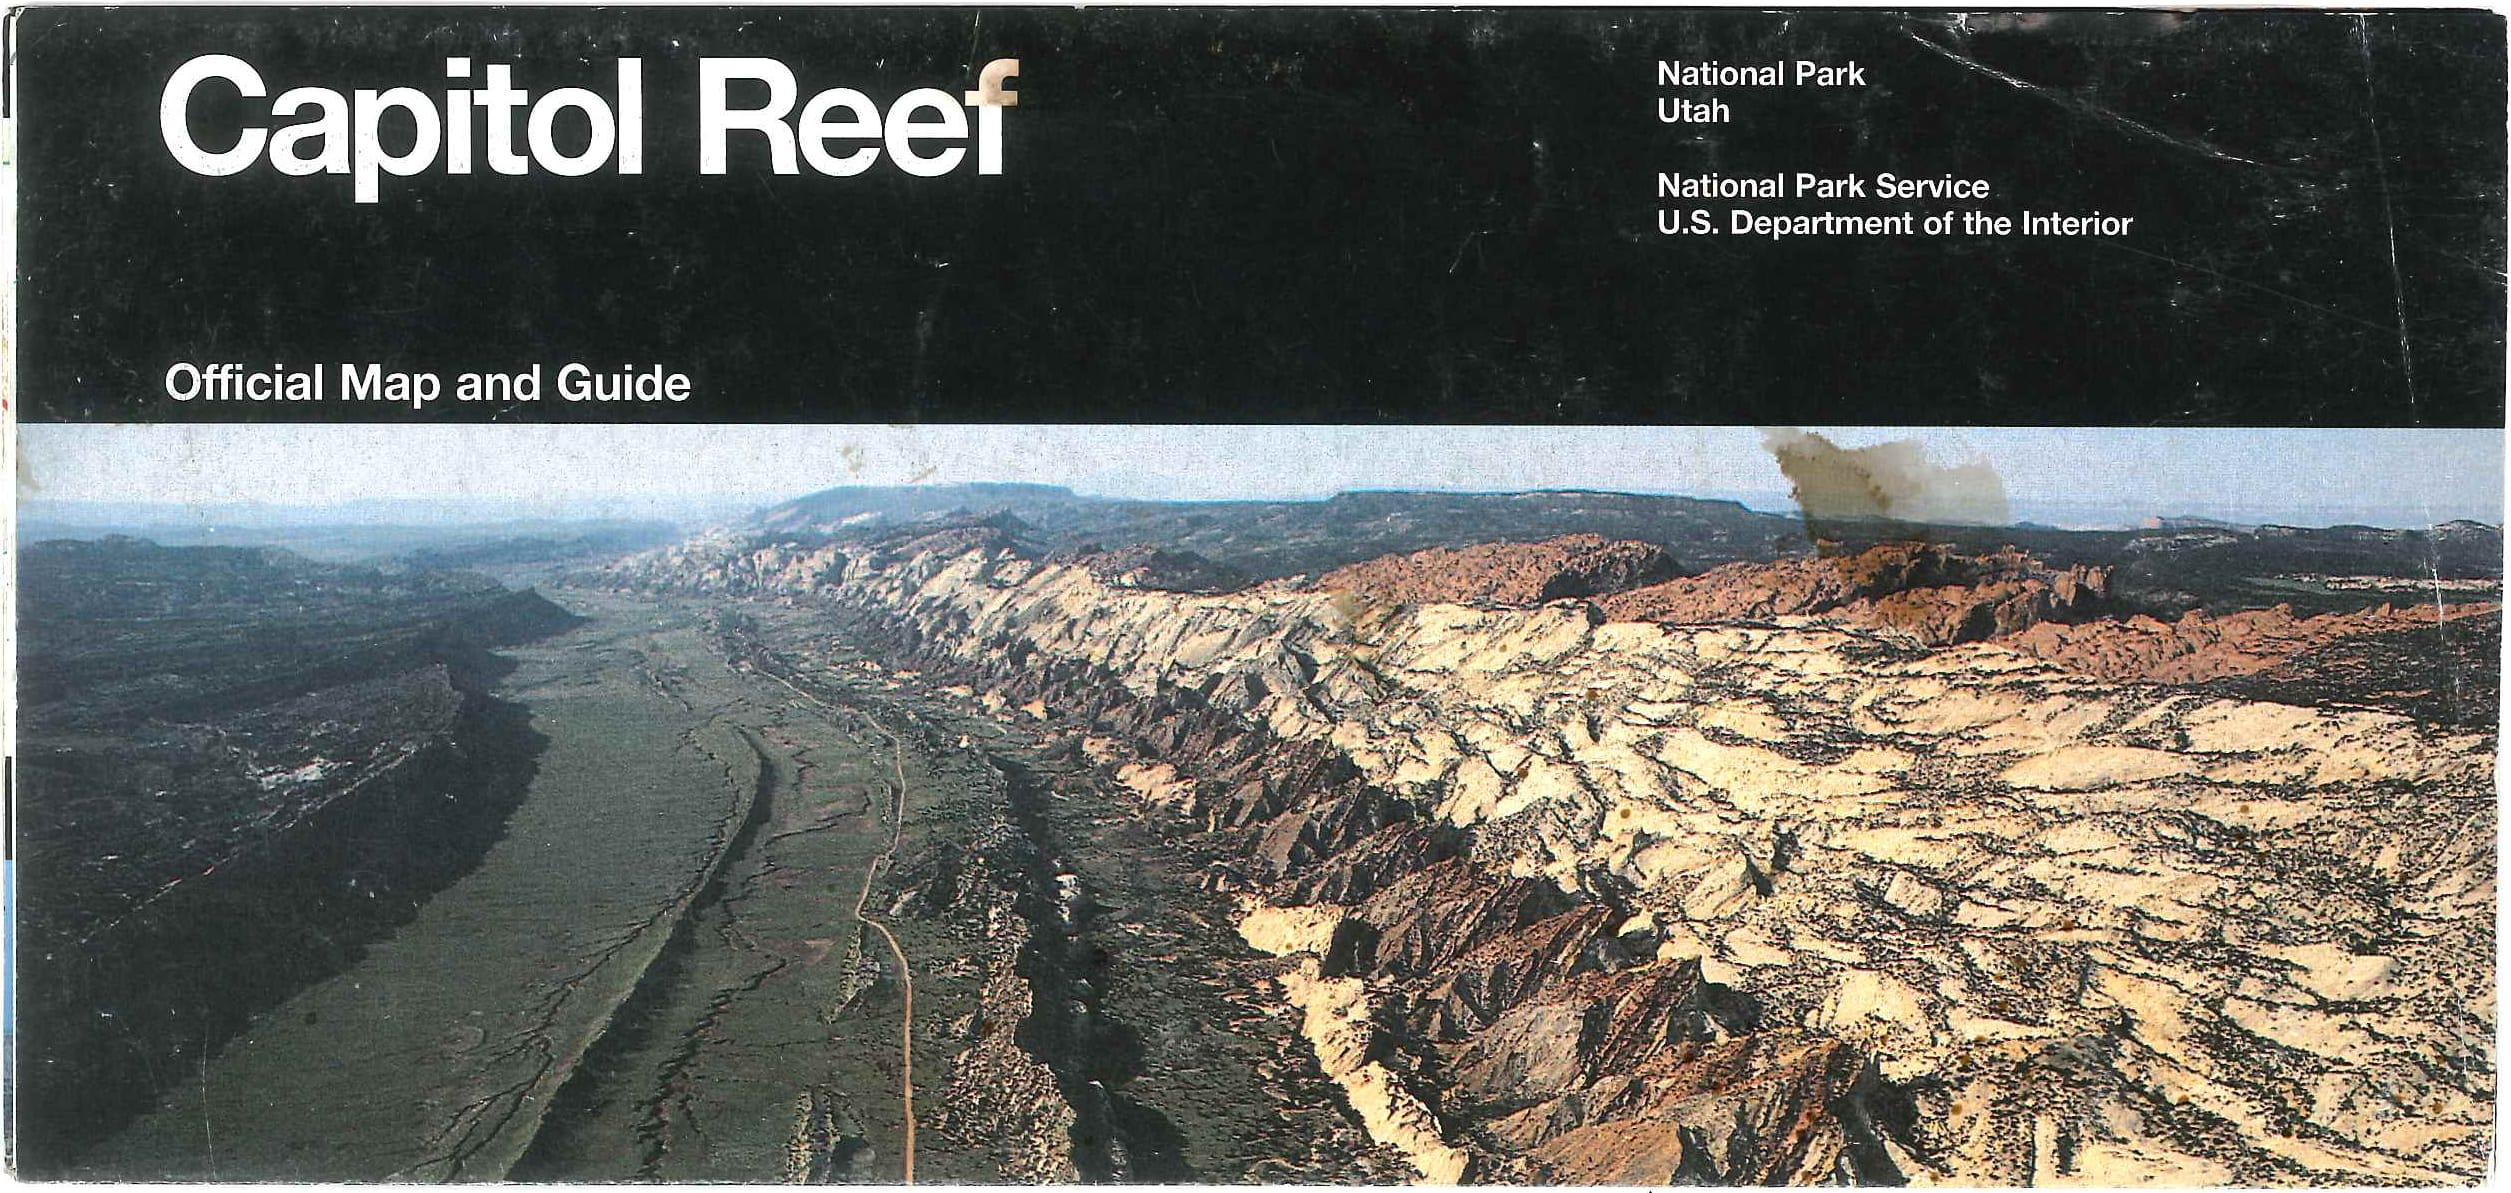 Capitol Reef
National Park
Utah
National Park Service
U.S. Department of the Interior
Official Map and Guide